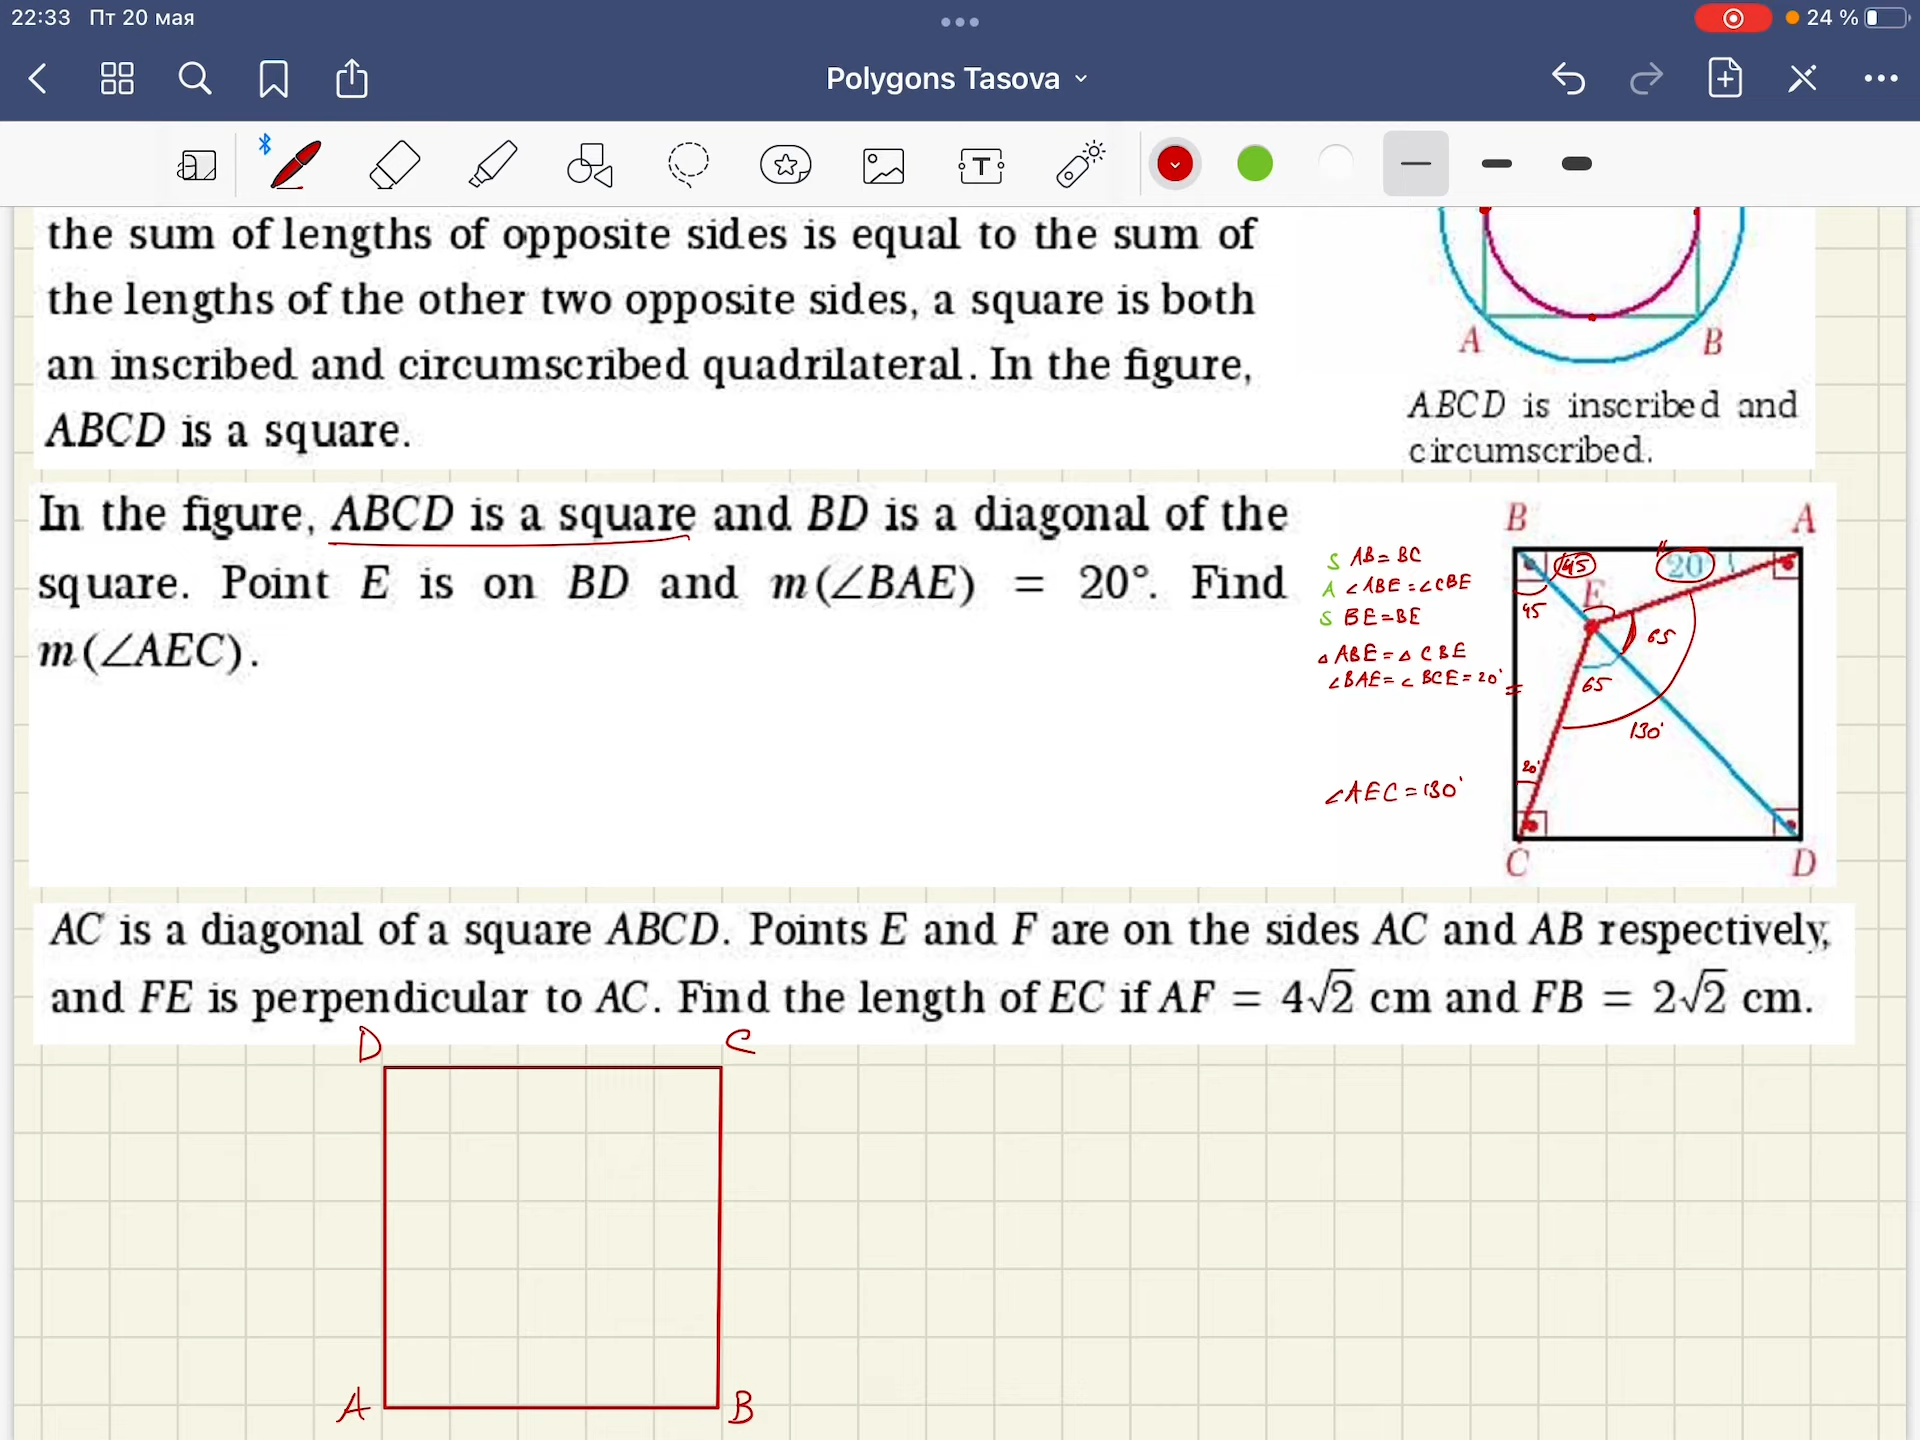 22:33 Пт 20 мая
24 %
Polygons Tasova
the sum of lengths of opposite sides is equal to the sum of
the lengths of the other two opposite sides, a square is both
an inscribed and circumscribed quadrilateral. In the figure,
ABCD is a square.
A
B
ABCD is inscribed and
circumscribed.
In the figure, ABCD is a square and BD is a diagonal of the
square. Point E is on BD and m(∠BAE) = 20°. Find
m(∠AEC).
S AB=BC
A ∠ABE=∠CBE
S BE=BE
△ABE=△CBE
∠BAE=∠BCE=20°
∠AEC=130°
B
A
45
20°
45
E
65
65
130°
20°
C
D
AC is a diagonal of a square ABCD. Points E and F are on the sides AC and AB respectively,
and FE is perpendicular to AC. Find the length of EC if AF = 4√2 cm and FB = 2√2 cm.
D
C
A
B